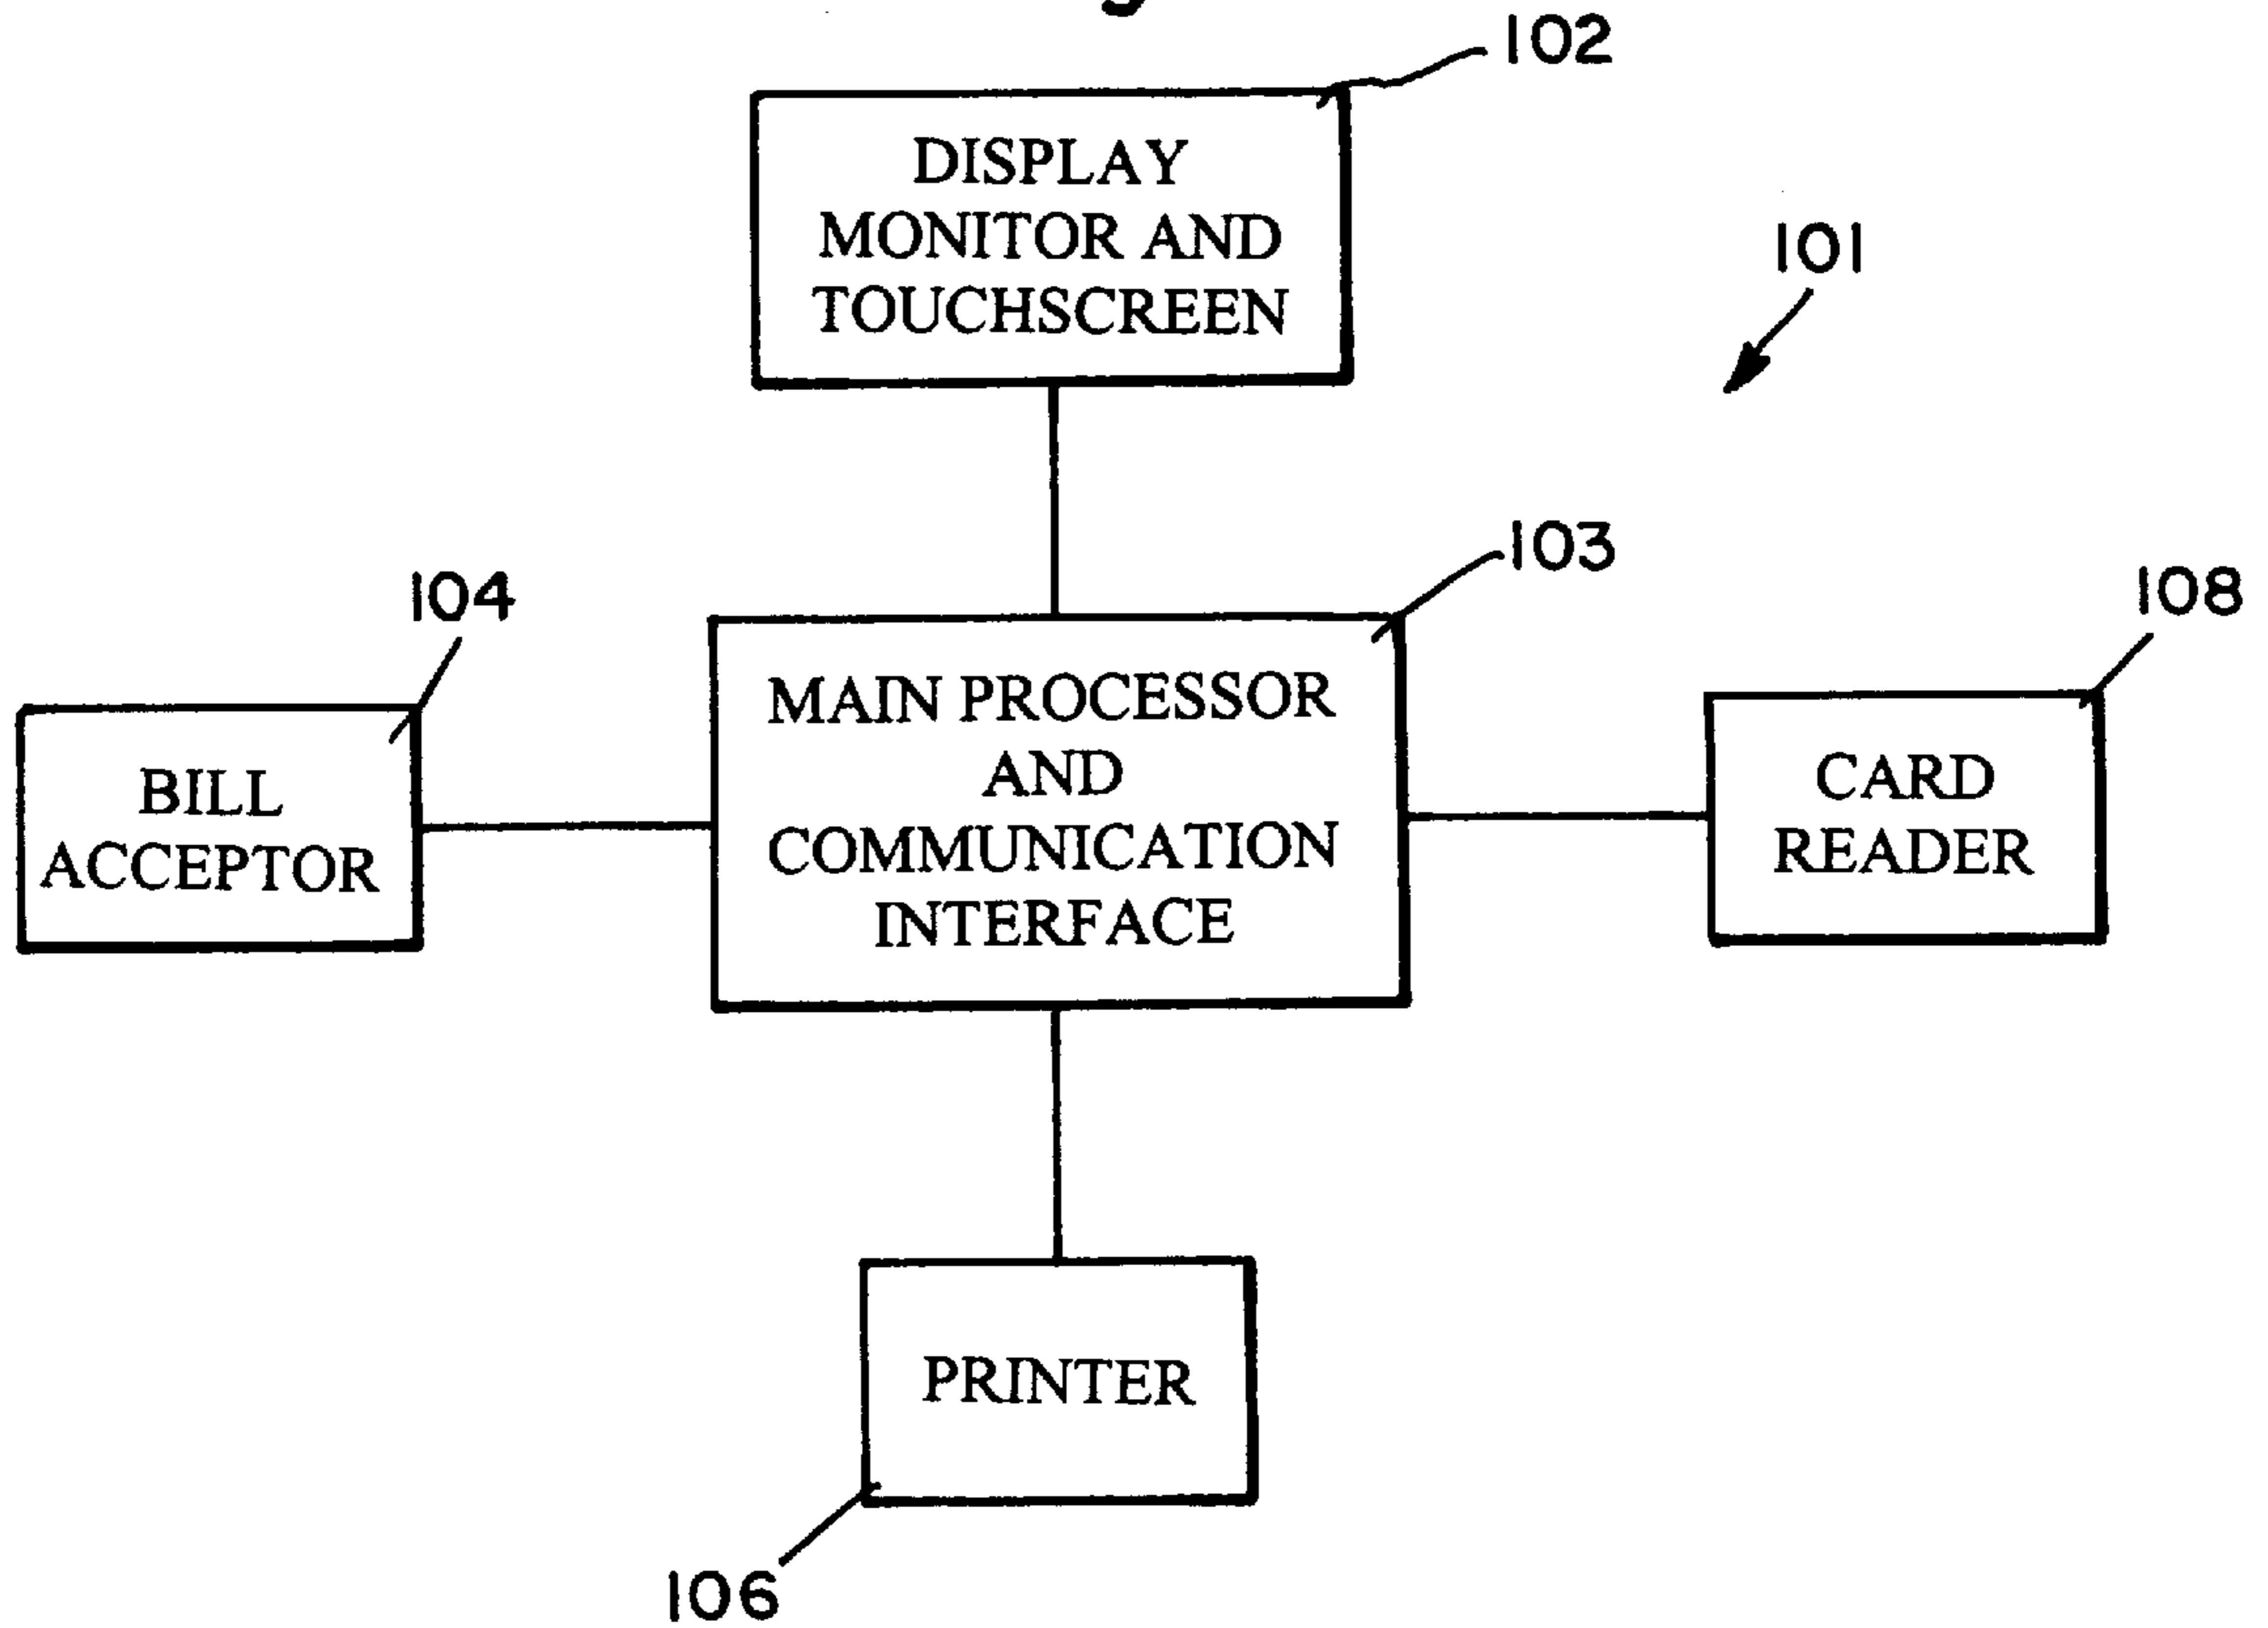 102
DISPLAY
MONITOR AND
TOUCHSCREEN
101
103
104
108
MAIN PROCESSOR
AND
COMMUNICATION
INTERFACE
BILL
ACCEPTOR
CARD
READER
PRINTER
106